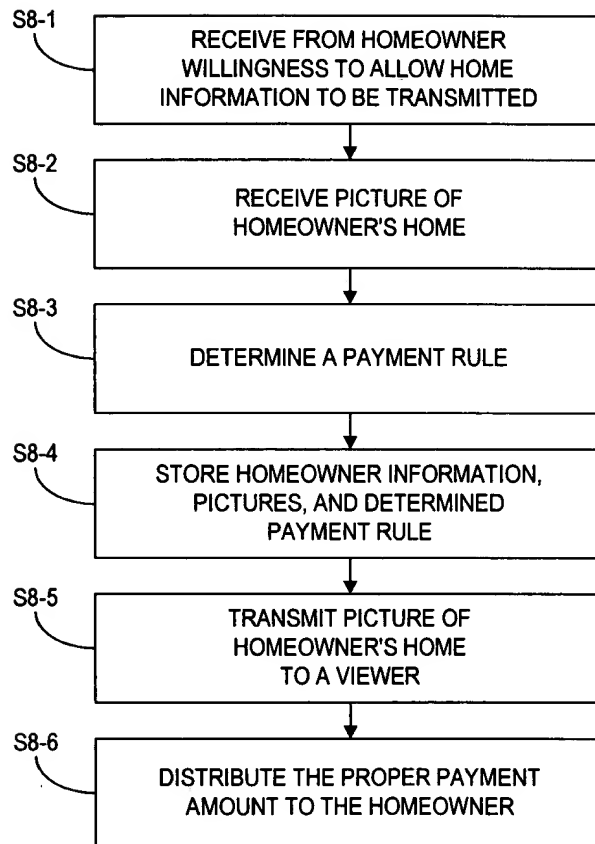 S8-1
RECEIVE FROM HOMEOWNER
WILLINGNESS TO ALLOW HOME
INFORMATION TO BE TRANSMITTED
S8-2
RECEIVE PICTURE OF
HOMEOWNER'S HOME
S8-3
DETERMINE A PAYMENT RULE
S8-4
STORE HOMEOWNER INFORMATION,
PICTURES, AND DETERMINED
PAYMENT RULE
S8-5
TRANSMIT PICTURE OF
HOMEOWNER'S HOME
TO A VIEWER
S8-6
DISTRIBUTE THE PROPER PAYMENT
AMOUNT TO THE HOMEOWNER